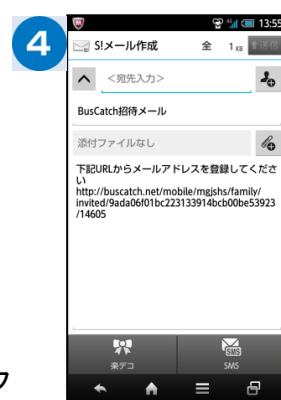 4
13:55
S!メール作成 全 1 KB 送信
<宛先入力>
BusCatch招待メール
添付ファイルなし
下記URLからメールアドレスを登録してくださ
い
http://buscatch.net/mobile/mgjshs/family/
invited/9ada06f01bc223133914bcb00be53923
/14605
楽デコ SMS
ク